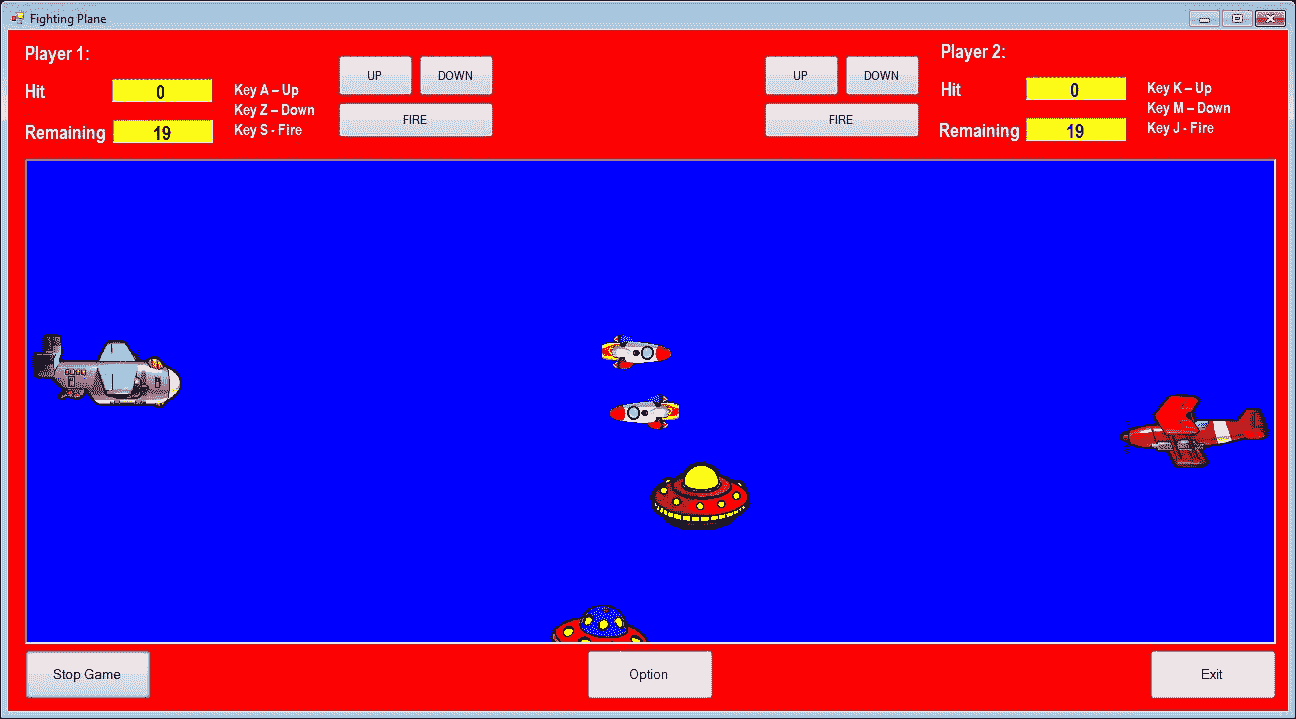 Fighting Plane
Player 1:
Hit
0
Remaining
19
Key A – Up
Key Z – Down
Key S - Fire
UP
DOWN
FIRE
UP
DOWN
FIRE
Player 2:
Hit
0
Remaining
19
Key K – Up
Key M – Down
Key J - Fire
Stop Game
Option
Exit